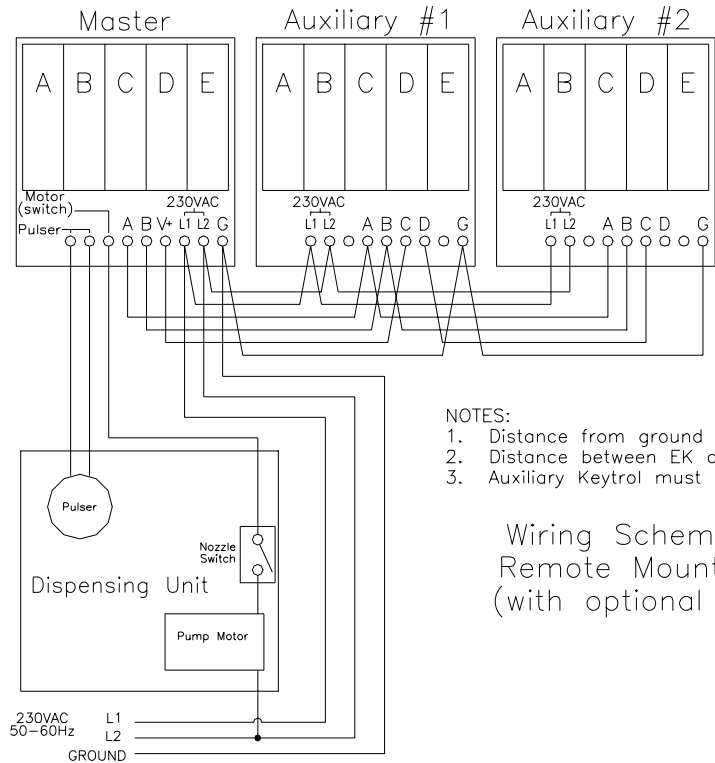 Master
Auxiliary #1
Auxiliary #2
A B C D E
A B C D E
A B C D E
Motor
(switch)
Pulser
230VAC
A B V+ L1 L2 G
230VAC
L1 L2 A B C D G
230VAC
L1 L2 A B C D G
NOTES:
1. Distance from ground
2. Distance between EK
3. Auxiliary Keytrol must
Pulser
Nozzle
Switch
Dispensing Unit
Pump Motor
Wiring
Remote
(with optional
230VAC
50-60Hz
L1
L2
GROUND